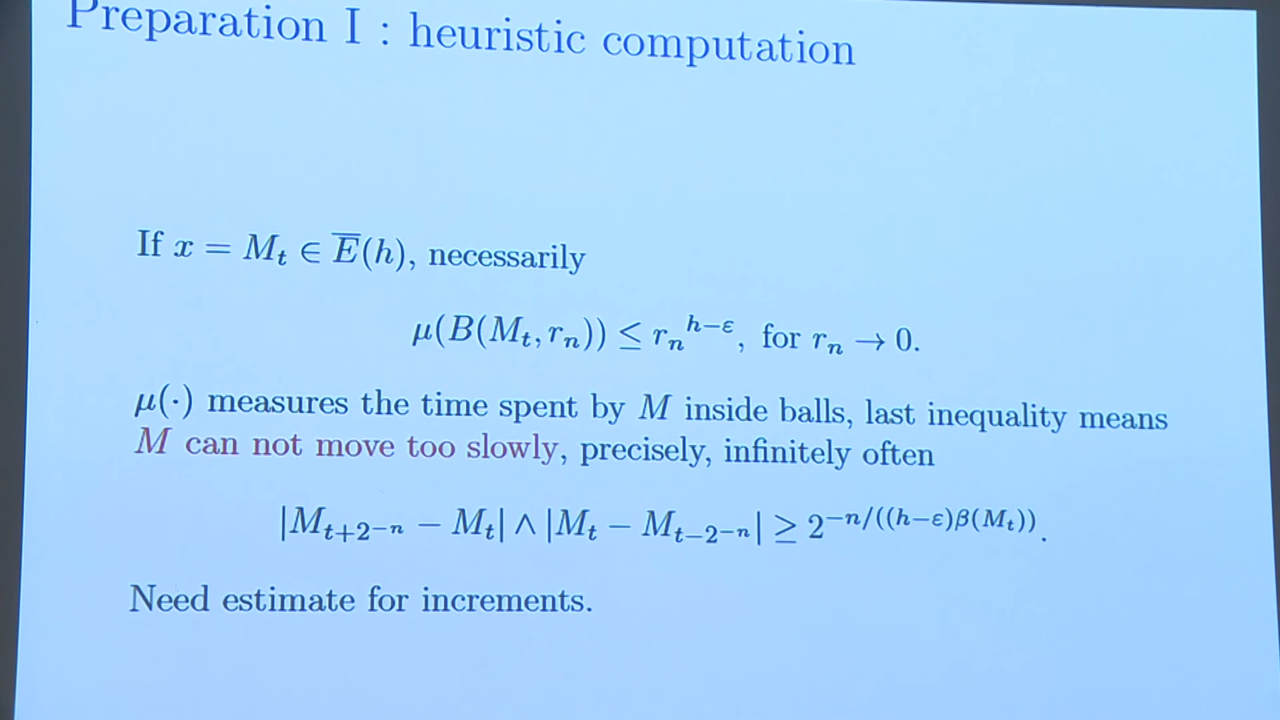 Preparation I : heuristic computation
If x = M_t ∈ E̅(h), necessarily
μ(B(M_t, r_n)) ≤ r_n^{h−ε}, for r_n → 0.
μ(·) measures the time spent by M inside balls, last inequality means
M can not move too slowly, precisely, infinitely often
|M_{t+2^{−n}} − M_t| ∧ |M_t − M_{t−2^{−n}}| ≥ 2^{−n/((h−ε)β(M_t))}.
Need estimate for increments.